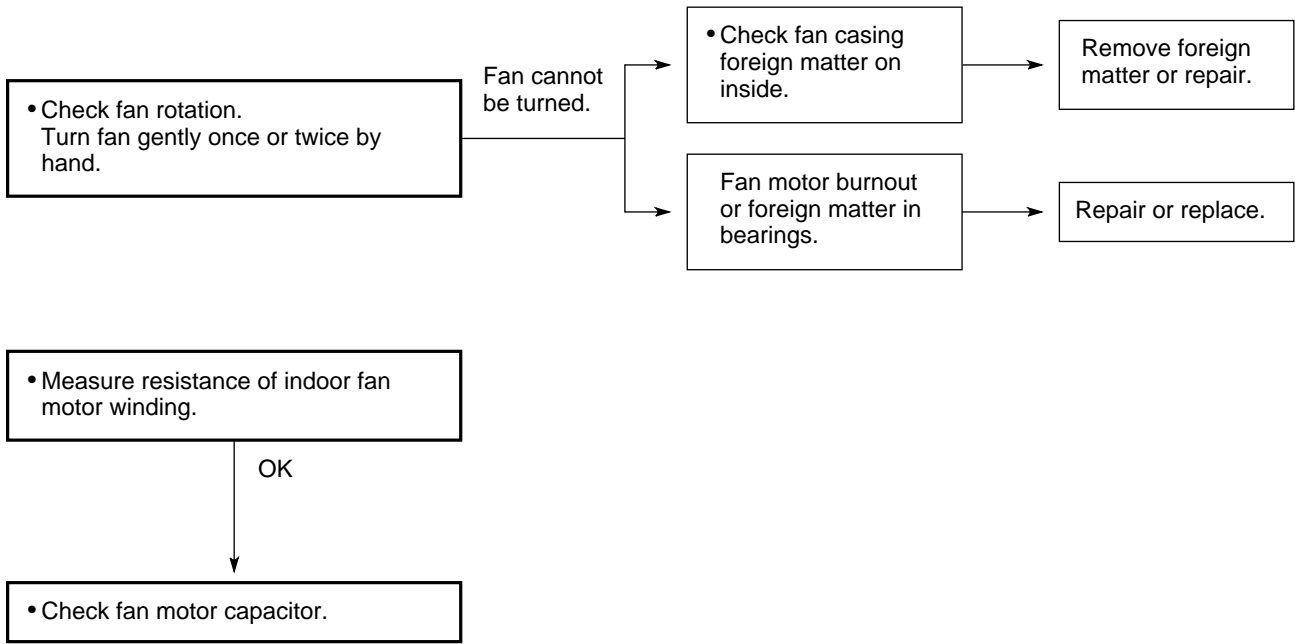 • Check fan rotation.
Turn fan gently once or twice by
hand.
Fan cannot
be turned.
• Check fan casing
foreign matter on
inside.
Remove foreign
matter or repair.
Fan motor burnout
or foreign matter in
bearings.
Repair or replace.
• Measure resistance of indoor fan
motor winding.
OK
• Check fan motor capacitor.